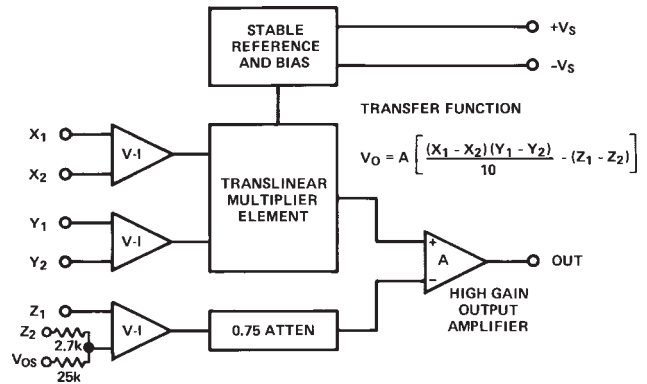 STABLE
REFERENCE
AND BIAS
+VS
-VS
TRANSFER FUNCTION
VO = A [ (X1 - X2) (Y1 - Y2) / 10 - (Z1 - Z2) ]
X1
X2
V-I
TRANSLINEAR
MULTIPLIER
ELEMENT
Y1
Y2
V-I
+
A
−
OUT
HIGH GAIN
OUTPUT
AMPLIFIER
Z1
Z2
2.7k
VOS
25k
V-I
0.75 ATTEN